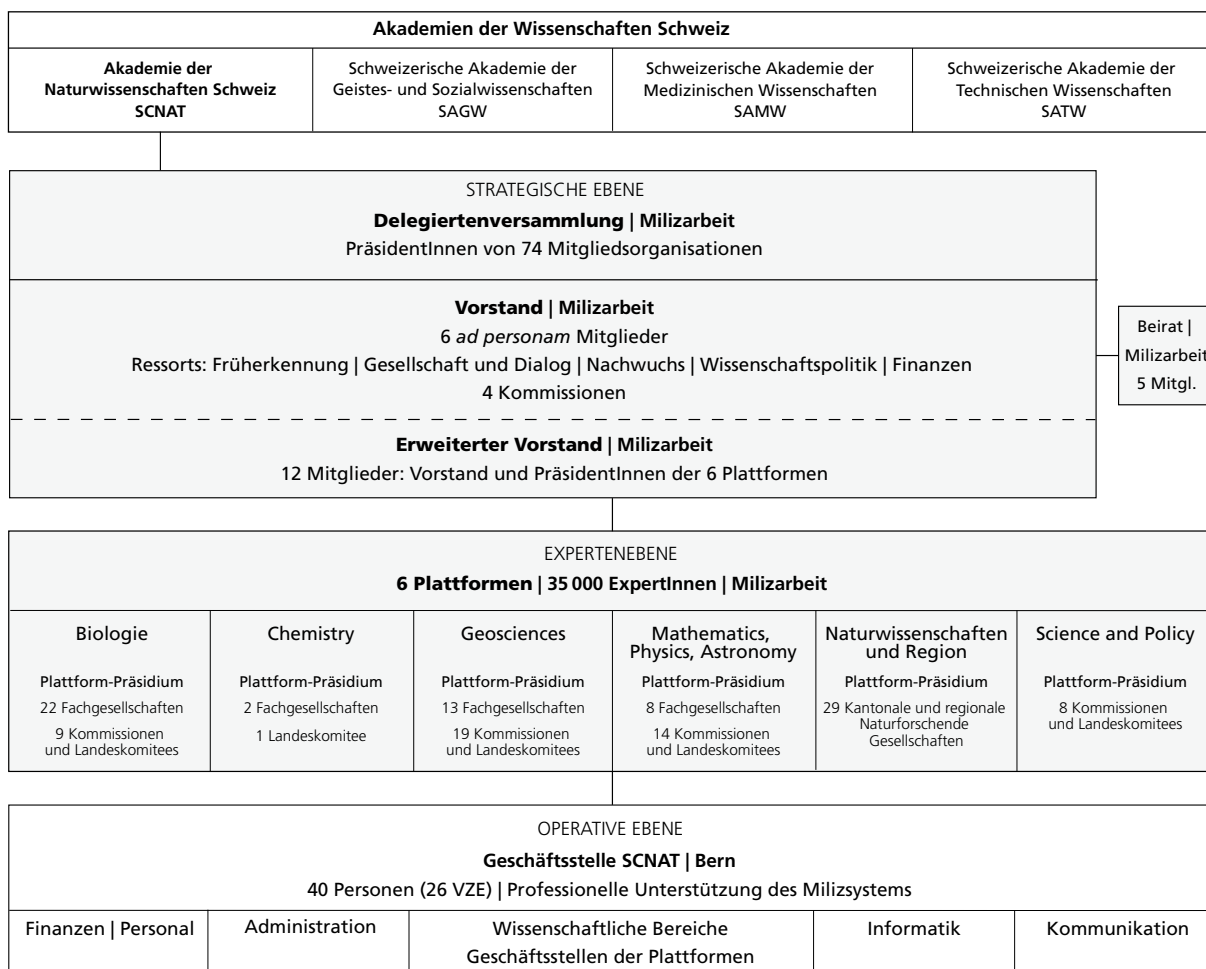 Akademien der Wissenschaften Schweiz
Akademie der
Naturwissenschaften Schweiz
SCNAT
Schweizerische Akademie der
Geistes- und Sozialwissenschaften
SAGW
Schweizerische Akademie der
Medizinischen Wissenschaften
SAMW
Schweizerische Akademie der
Technischen Wissenschaften
SATW
STRATEGISCHE EBENE
Delegiertenversammlung | Milizarbeit
PräsidentInnen von 74 Mitgliedsorganisationen
Vorstand | Milizarbeit
6 ad personam Mitglieder
Ressorts: Früherkennung | Gesellschaft und Dialog | Nachwuchs | Wissenschaftspolitik | Finanzen
4 Kommissionen
Beirat |
Milizarbeit
5 Mitgl.
Erweiterter Vorstand | Milizarbeit
12 Mitglieder: Vorstand und PräsidentInnen der 6 Plattformen
EXPERTENEBENE
6 Plattformen | 35 000 ExpertInnen | Milizarbeit
Biologie
Plattform-Präsidium
22 Fachgesellschaften
9 Kommissionen
und Landeskomitees
Chemistry
Plattform-Präsidium
2 Fachgesellschaften
1 Landeskomitee
Geosciences
Plattform-Präsidium
13 Fachgesellschaften
19 Kommissionen
und Landeskomitees
Mathematics,
Physics, Astronomy
Plattform-Präsidium
8 Fachgesellschaften
14 Kommissionen
und Landeskomitees
Naturwissenschaften
und Region
Plattform-Präsidium
29 Kantonale und regionale
Naturforschende
Gesellschaften
Science and Policy
Plattform-Präsidium
8 Kommissionen
und Landeskomitees
OPERATIVE EBENE
Geschäftsstelle SCNAT | Bern
40 Personen (26 VZE) | Professionelle Unterstützung des Milizsystems
Finanzen | Personal
Administration
Wissenschaftliche Bereiche
Geschäftsstellen der Plattformen
Informatik
Kommunikation